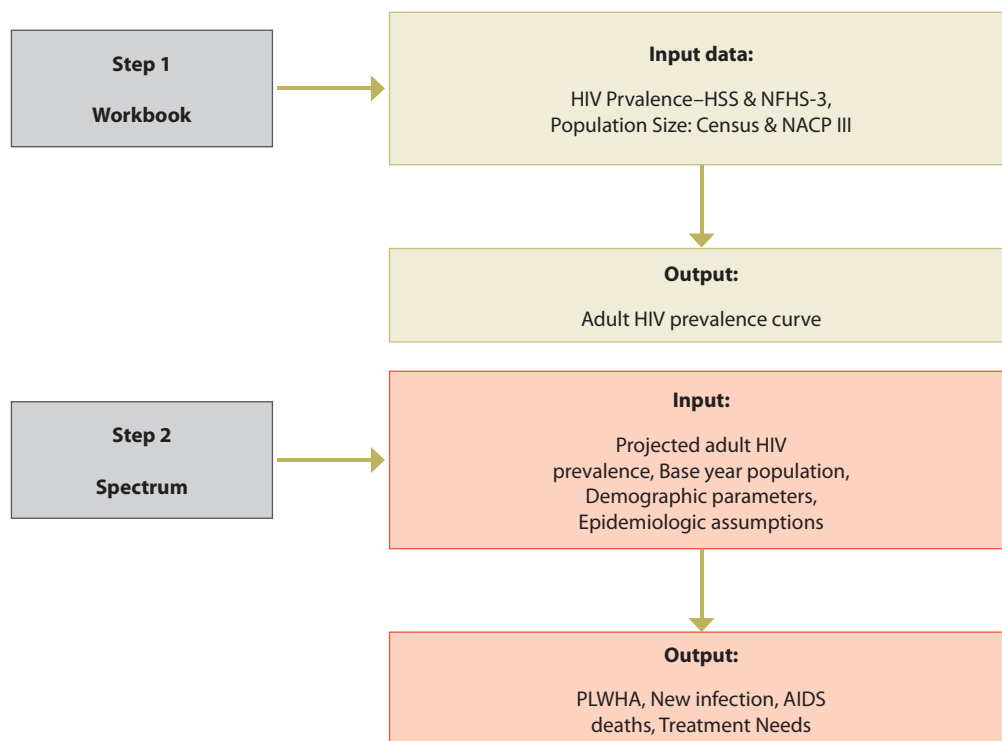 Step 1
Workbook
Input data:
HIV Prvalence–HSS & NFHS-3,
Population Size: Census & NACP III
Output:
Adult HIV prevalence curve
Step 2
Spectrum
Input:
Projected adult HIV
prevalence, Base year population,
Demographic parameters,
Epidemiologic assumptions
Output:
PLWHA, New infection, AIDS
deaths, Treatment Needs